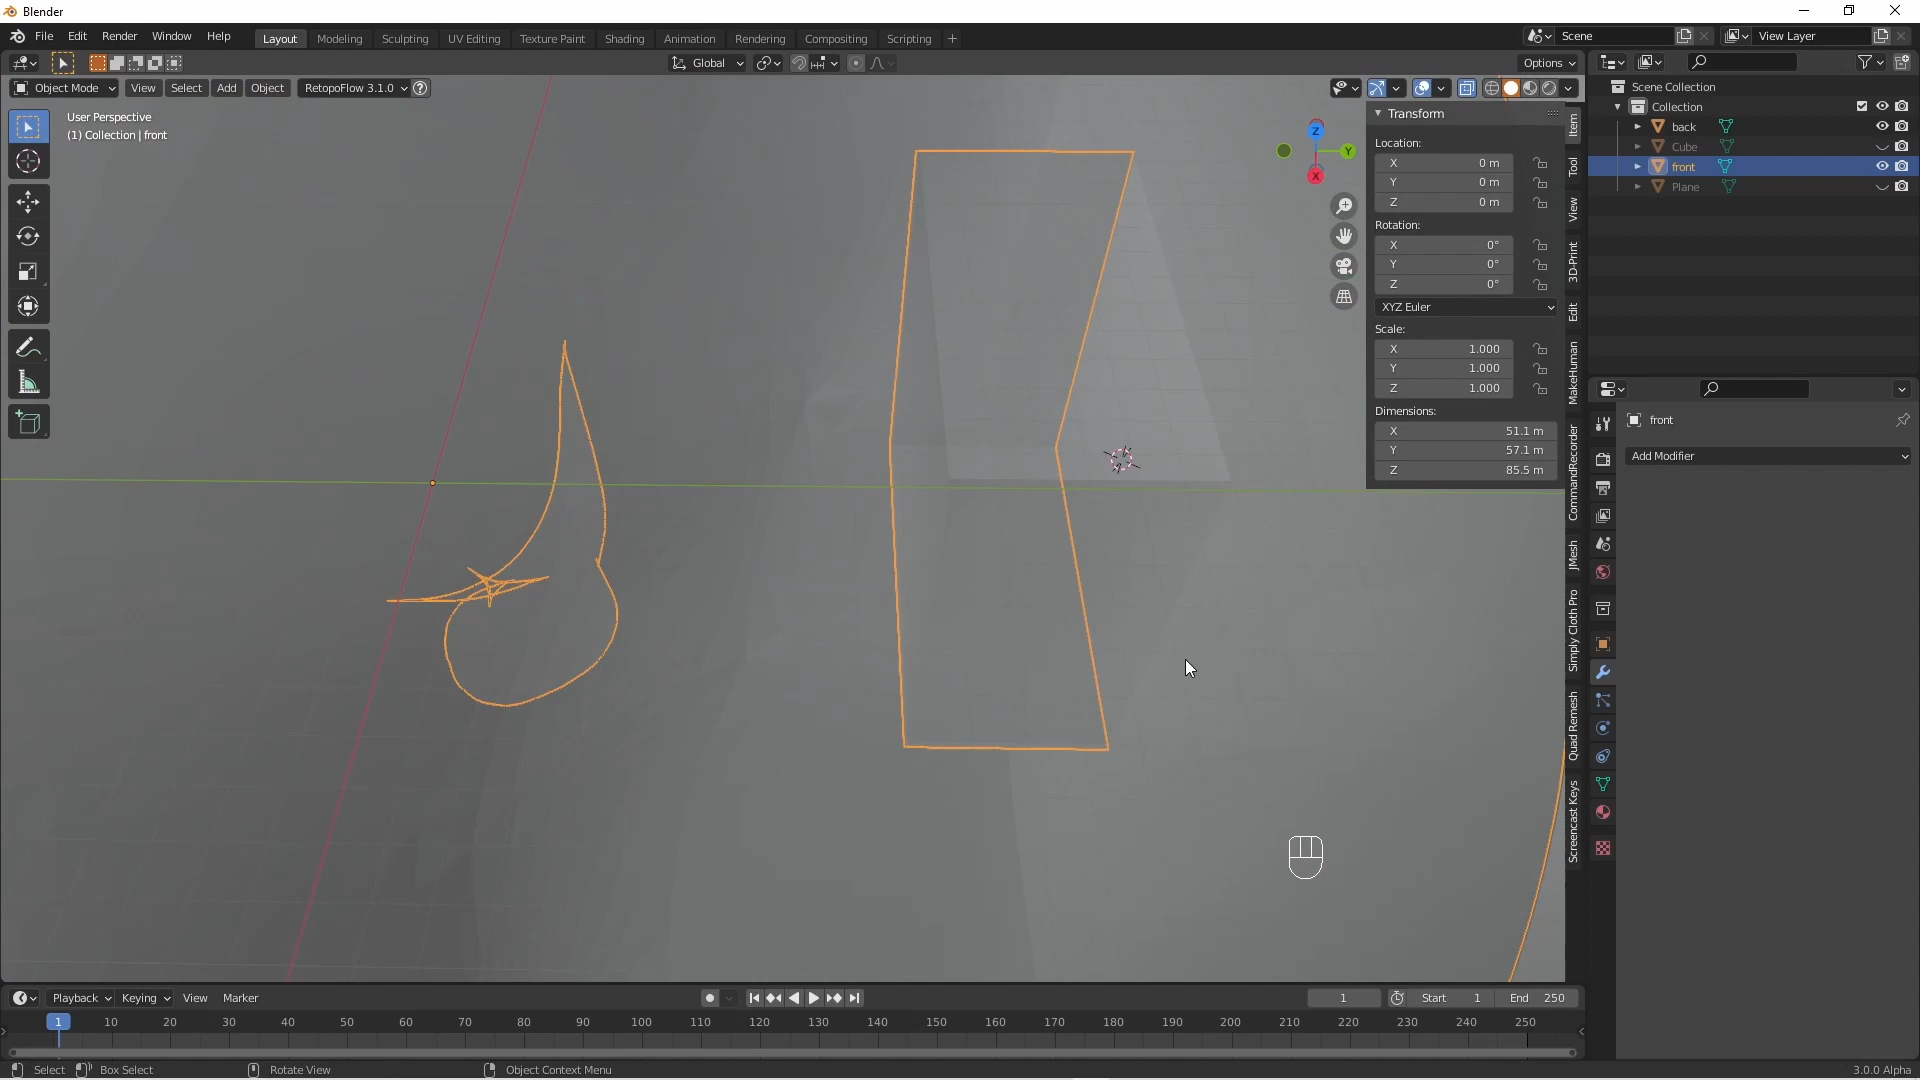 Blender
File Edit Render Window Help
Layout Modeling Sculpting UV Editing Texture Paint Shading Animation Rendering Compositing Scripting +
Scene
View Layer
Global
Options
Object Mode View Select Add Object RetopoFlow 3.1.0 ?
User Perspective
(1) Collection | front
Z
Y
X
Transform
Location:
X 0 m
Y 0 m
Z 0 m
Rotation:
X 0°
Y 0°
Z 0°
XYZ Euler
Scale:
X 1.000
Y 1.000
Z 1.000
Dimensions:
X 51.1 m
Y 57.1 m
Z 85.5 m
Item
Tool
View
3D-Print
Edit
MakeHuman
CommandRecorder
JMesh
Simply Cloth Pro
Quad Remesh
Screencast Keys
Scene Collection
Collection
back
Cube
front
Plane
front
Add Modifier
Playback Keying View Marker
1
Start 1
End 250
1 10 20 30 40 50 60 70 80 90 100 110 120 130 140 150 160 170 180 190 200 210 220 230 240 250
Select Box Select Rotate View Object Context Menu
3.0.0 Alpha